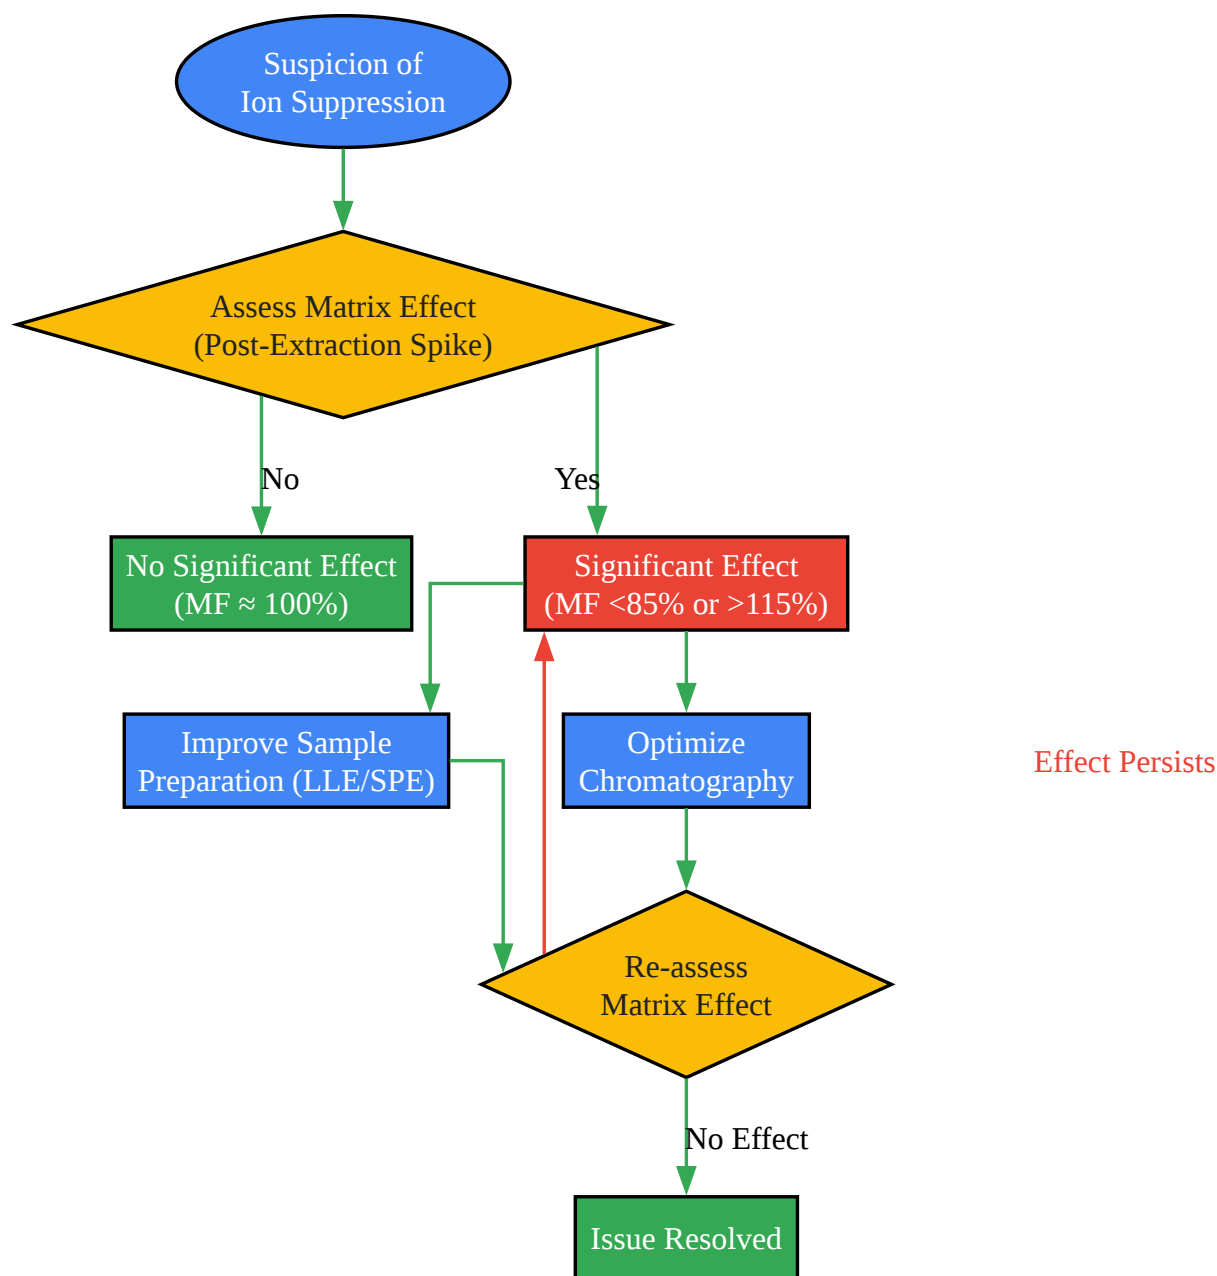 Suspicion of
Ion Suppression
Assess Matrix Effect
(Post-Extraction Spike)
No
Yes
No Significant Effect
(MF ≈ 100%)
Significant Effect
(MF <85% or >115%)
Improve Sample
Preparation (LLE/SPE)
Optimize
Chromatography
Effect Persists
Re-assess
Matrix Effect
No Effect
Issue Resolved